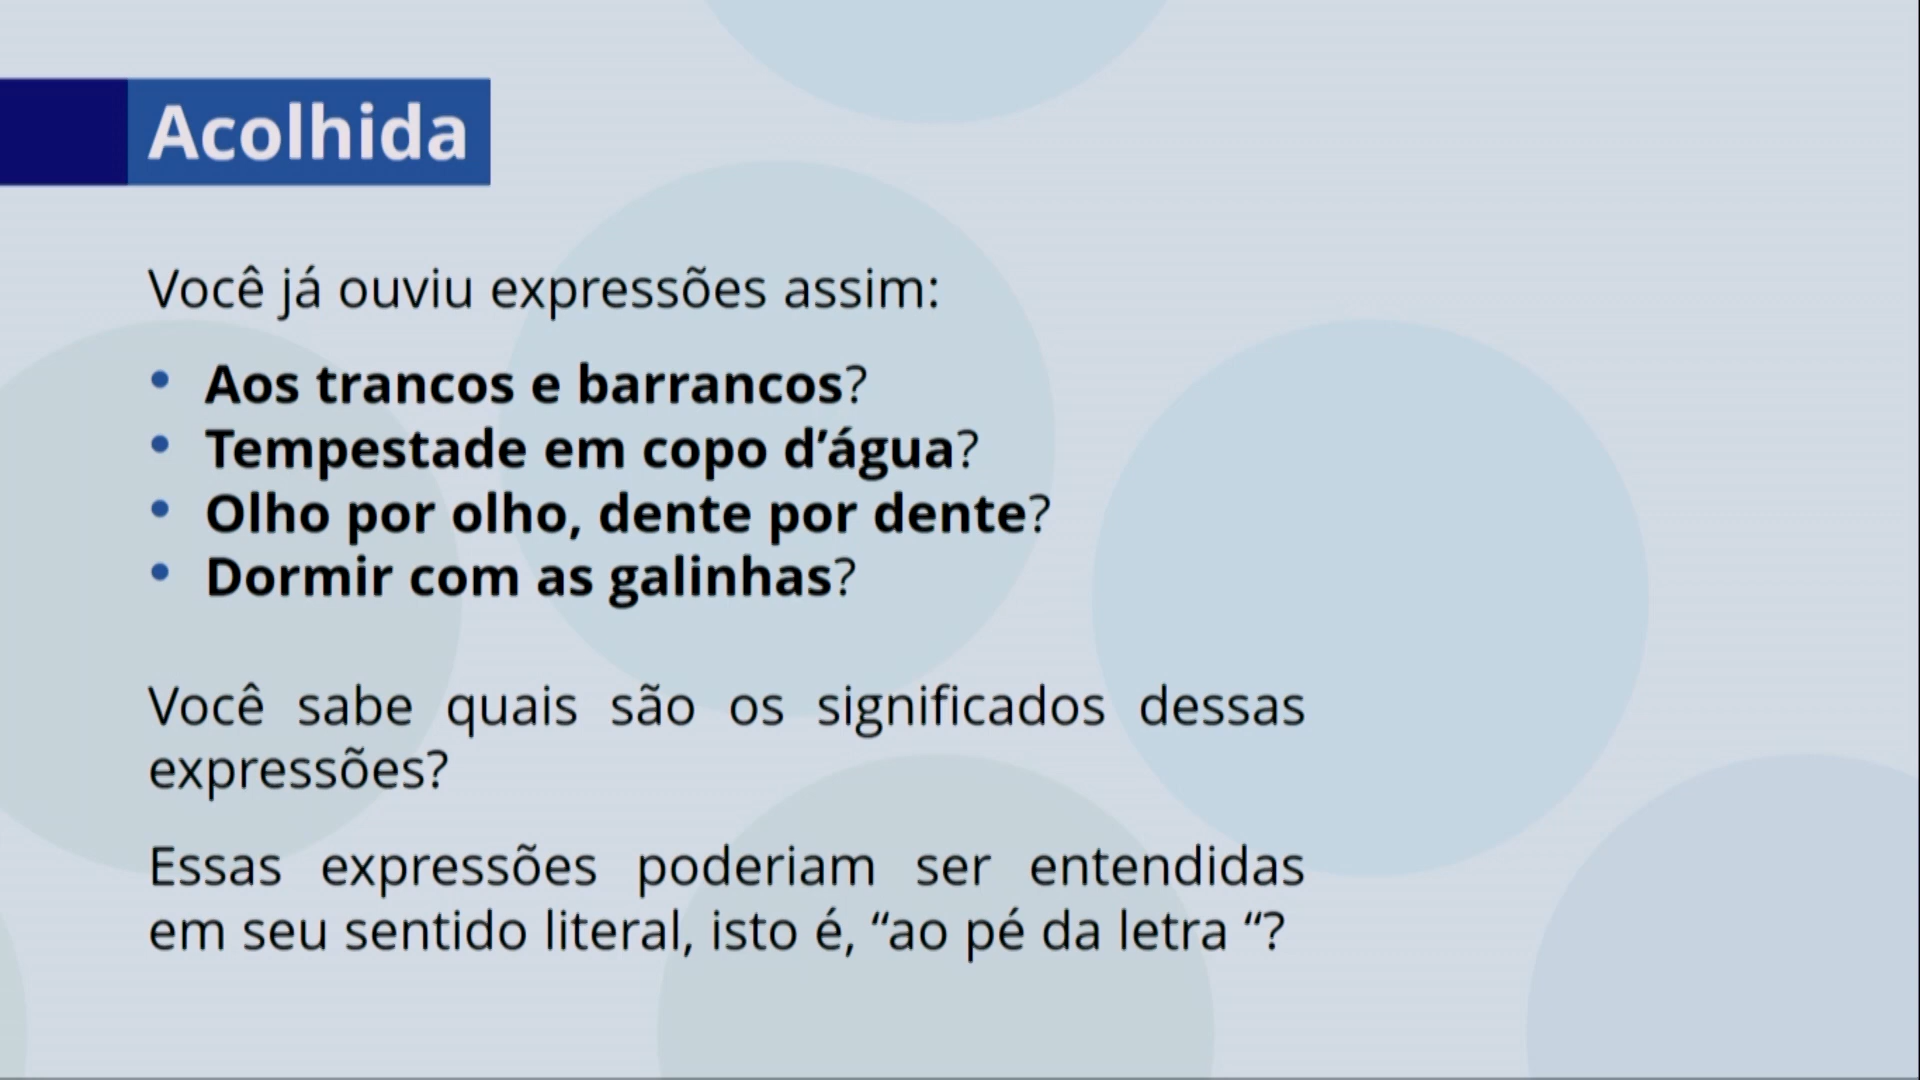 Acolhida
Você já ouviu expressões assim:
• Aos trancos e barrancos?
• Tempestade em copo d’água?
• Olho por olho, dente por dente?
• Dormir com as galinhas?
Você sabe quais são os significados dessas
expressões?
Essas expressões poderiam ser entendidas
em seu sentido literal, isto é, “ao pé da letra “?